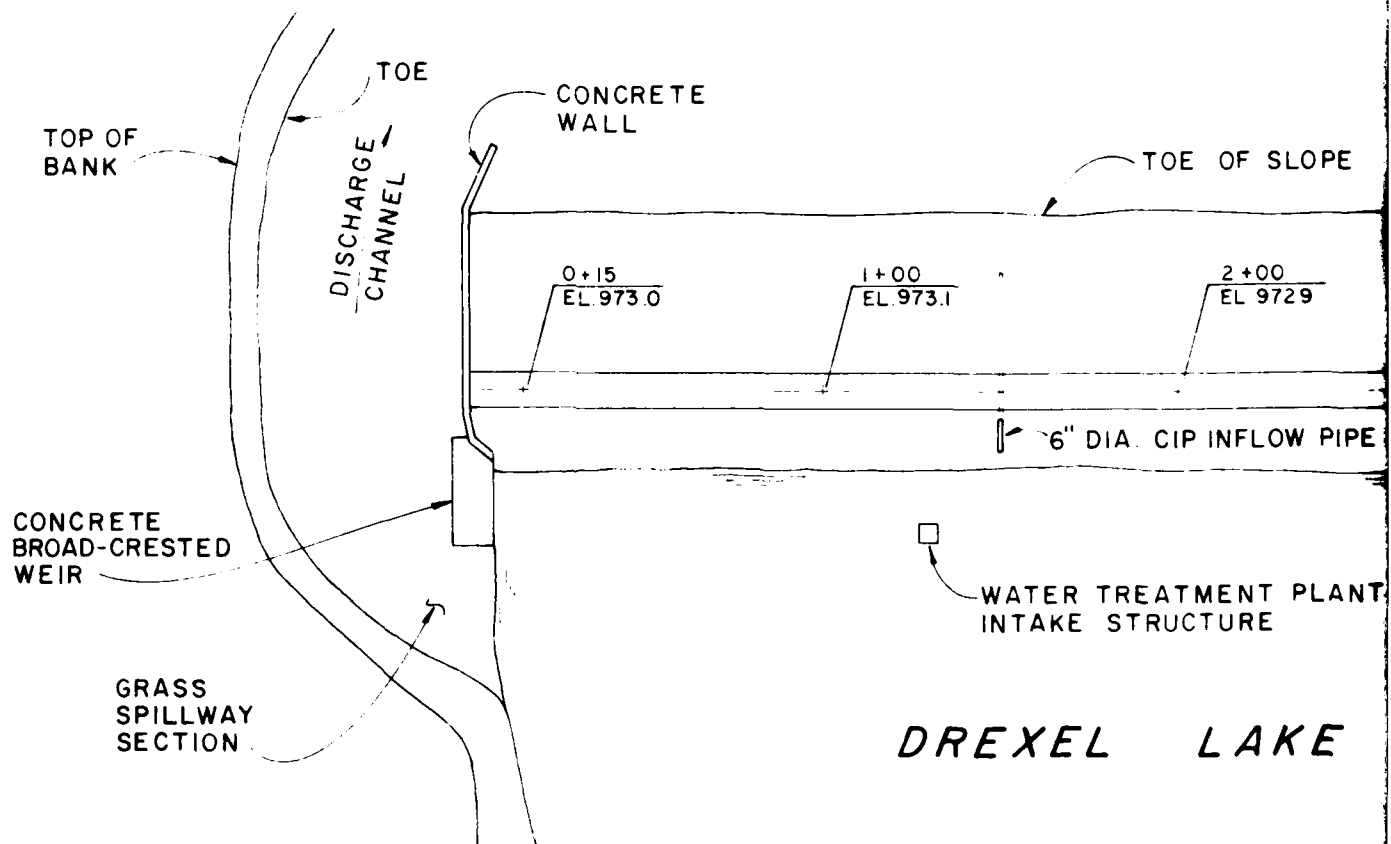 TOE
CONCRETE
WALL
TOP OF
BANK
DISCHARGE
CHANNEL
TOE OF SLOPE
0+15
EL.973.0
1+00
EL.973.1
2+00
EL 972.9
6" DIA. CIP INFLOW PIPE
CONCRETE
BROAD-CRESTED
WEIR
WATER TREATMENT PLANT
INTAKE STRUCTURE
GRASS
SPILLWAY
SECTION
DREXEL LAKE